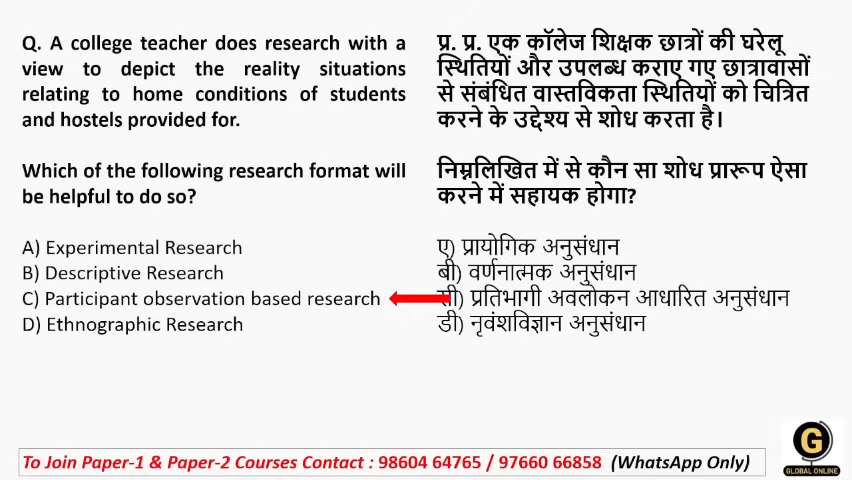 Q. A college teacher does research with a
view to depict the reality situations
relating to home conditions of students
and hostels provided for.
Which of the following research format will
be helpful to do so?
A) Experimental Research
B) Descriptive Research
C) Participant observation based research
D) Ethnographic Research
प्र. प्र. एक कॉलेज शिक्षक छात्रों की घरेलू
स्थितियों और उपलब्ध कराए गए छात्रावासों
से संबंधित वास्तविकता स्थितियों को चित्रित
करने के उद्देश्य से शोध करता है।
निम्नलिखित में से कौन सा शोध प्रारूप ऐसा
करने में सहायक होगा?
ए) प्रायोगिक अनुसंधान
बी) वर्णनात्मक अनुसंधान
सी) प्रतिभागी अवलोकन आधारित अनुसंधान
डी) नृवंशविज्ञान अनुसंधान
To Join Paper-1 & Paper-2 Courses Contact : 98604 64765 / 97660 66858 (WhatsApp Only)
G
GLOBAL ONLINE